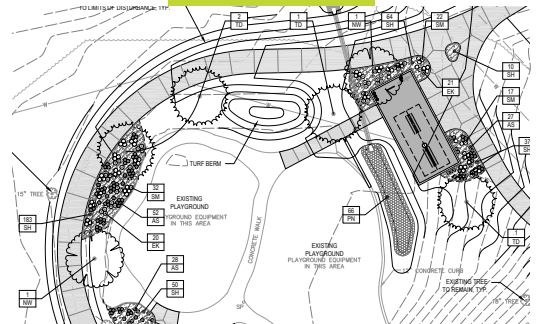 TO LIMITS OF DISTURBANCE, TYP.
2
TD
1
TD
1
NW
64
SH
22
SM
10
SH
21
EK
17
SM
27
AS
37
SH
TURF BERM
15" TREE
32
SM
52
AS
183
SH
20
EK
EXISTING
PLAYGROUND
YGROUND EQUIPMENT
IN THIS AREA
66
PN
CONCRETE WALK
EXISTING
PLAYGROUND
PLAYGROUND EQUIPMENT
IN THIS AREA
1
TD
28
AS
CONCRETE CURB
1
NW
50
SH
EXISTING TREE
TO REMAIN, TYP.
18" TREE